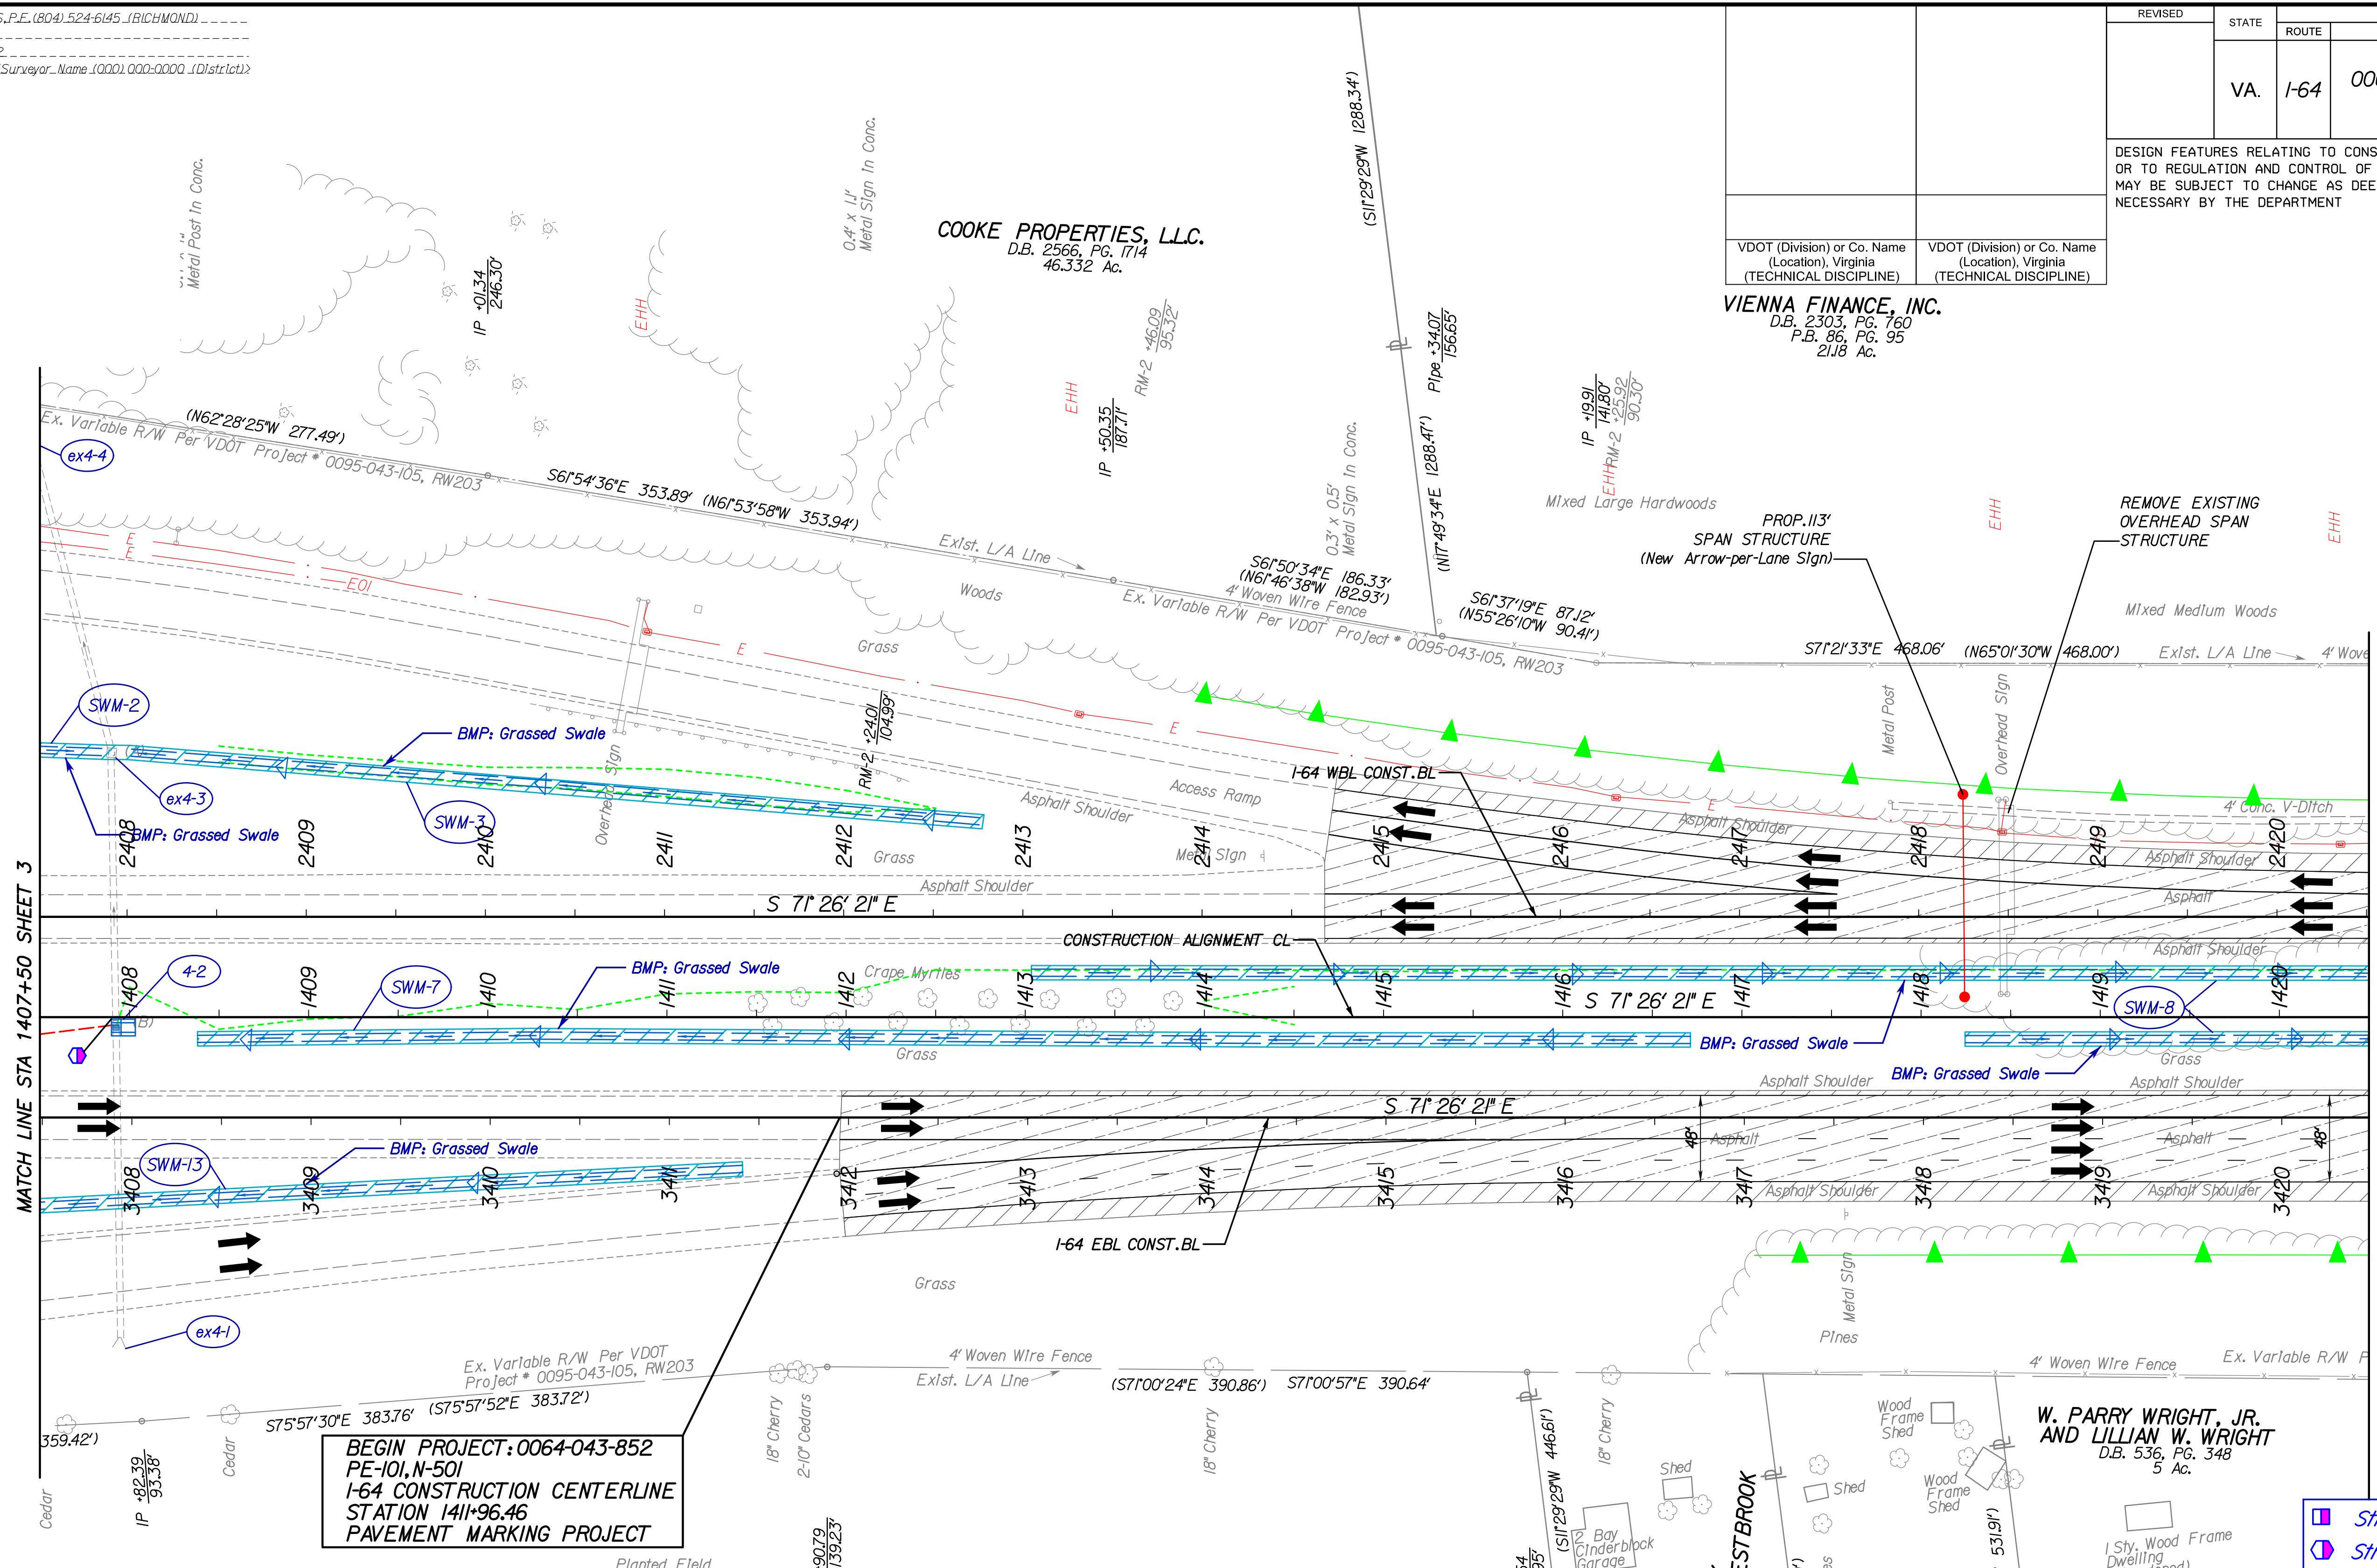 S, P.E. (804) 524-6145 (RICHMOND)
Surveyor Name (000) 000-0000 (District)>
REVISED
STATE
ROUTE
VA.
I-64
DESIGN FEATURES RELATING TO CONS
OR TO REGULATION AND CONTROL OF
MAY BE SUBJECT TO CHANGE AS DEE
NECESSARY BY THE DEPARTMENT
VDOT (Division) or Co. Name
(Location), Virginia
(TECHNICAL DISCIPLINE)
VDOT (Division) or Co. Name
(Location), Virginia
(TECHNICAL DISCIPLINE)
VIENNA FINANCE, INC.
D.B. 2303, PG. 760
P.B. 86, PG. 95
21.18 Ac.
COOKE PROPERTIES, L.L.C.
D.B. 2566, PG. 1714
46.332 Ac.
Metal Post in Conc.
IP +01.34
246.30'
EHH
0.4' x 1.1'
Metal Sign In Conc.
EHH
RM-2 +46.09
95.32'
IP +50.35
187.71'
(S11°29'29"W 1288.34')
Pipe +34.07
156.65'
(N17°49'34"E 1288.47')
0.3' x 0.5'
Metal Sign In Conc.
IP +19.91
141.80'
RM-2 +25.92
90.30'
EHH
Mixed Large Hardwoods
EHH
EHH
PROP. 113'
SPAN STRUCTURE
(New Arrow-per-Lane Sign)
REMOVE EXISTING
OVERHEAD SPAN
STRUCTURE
Mixed Medium Woods
(N62°28'25"W 277.49')
Ex. Variable R/W Per VDOT Project # 0095-043-105, RW203
ex4-4
S61°54'36"E 353.89' (N61°53'58"W 353.94')
Exist. L/A Line
Woods
Grass
S61°50'34"E 186.33'
(N61°46'38"W 182.93')
4' Woven Wire Fence
Ex. Variable R/W Per VDOT Project # 0095-043-105, RW203
S61°37'19"E 87.12'
(N55°26'10"W 90.41')
S71°21'33"E 468.06' (N65°01'30"W 468.00')
Exist. L/A Line
4' Wove
E
E
EOI
E
E
E
SWM-2
BMP: Grassed Swale
(A)
ex4-3
BMP: Grassed Swale
SWM-3
Overhead Sign
RM-2 +24.01
104.99'
I-64 WBL CONST. BL
Access Ramp
Asphalt Shoulder
Metal Sign
Grass
Asphalt Shoulder
Metal Post
Overhead Sign
4' Conc. V-Ditch
Asphalt Shoulder
Asphalt Shoulder
Asphalt
Asphalt Shoulder
2408 2409 2410 2411 2412 2413 2414 2415 2416 2417 2418 2419 2420
S 71° 26' 21" E
CONSTRUCTION ALIGNMENT CL
MATCH LINE STA 1407+50 SHEET 3
4-2
SWM-7
BMP: Grassed Swale
Crape Myrtles
1408 1409 1410 1411 1412 1413 1414 1415 1416 1417 1418 1419 1420
S 71° 26' 21" E
SWM-8
(B)
Grass
BMP: Grassed Swale
BMP: Grassed Swale
Grass
Asphalt Shoulder
Asphalt Shoulder
S 71° 26' 21" E
48'
Asphalt
Asphalt
48'
SWM-13
BMP: Grassed Swale
3408 3409 3410 3411 3412 3413 3414 3415 3416 3417 3418 3419 3420
Asphalt Shoulder
Asphalt Shoulder
I-64 EBL CONST. BL
Grass
Metal Sign
Pines
ex4-1
Ex. Variable R/W Per VDOT
Project # 0095-043-105, RW203
4' Woven Wire Fence
Exist. L/A Line
(S71°00'24"E 390.86') S71°00'57"E 390.64'
4' Woven Wire Fence
Ex. Variable R/W P
S75°57'30"E 383.76' (S75°57'52"E 383.72')
359.42')
Cedar
IP +82.39
93.38'
Cedar
18" Cherry
2-10" Cedars
18" Cherry
(S11°29'29"W 446.61')
18" Cherry
BEGIN PROJECT: 0064-043-852
PE-101, N-501
I-64 CONSTRUCTION CENTERLINE
STATION 1411+96.46
PAVEMENT MARKING PROJECT
Planted Field
90.79
139.23'
2 Bay
Cinderblock
Garage
Shed
Shed
Wood
Frame
Shed
Wood
Frame
Shed
W. PARRY WRIGHT, JR.
AND LILLIAN W. WRIGHT
D.B. 536, PG. 348
5 Ac.
531.91')
1 Sty. Wood Frame
Dwelling